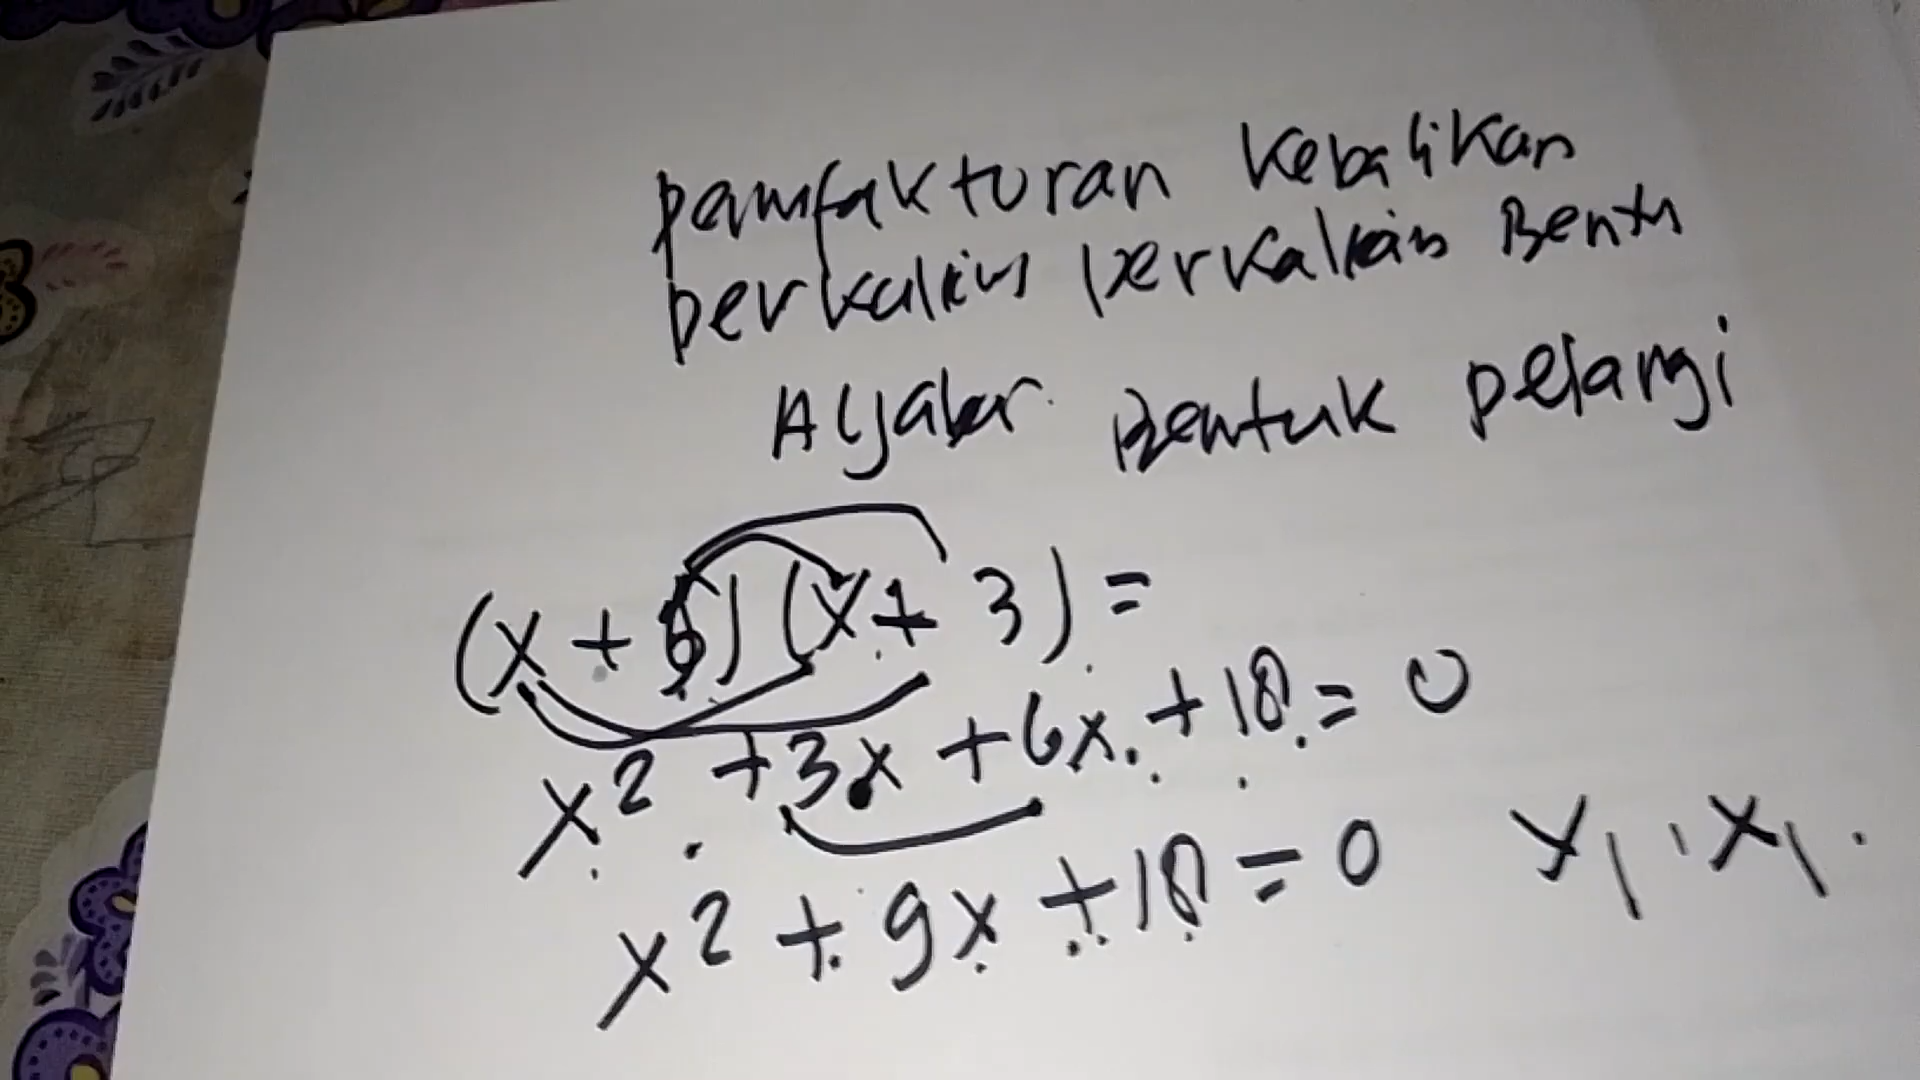 pemfakturan kebalikan
perkalian perkalian Bentu
Aljabar Bentuk pelangi
(x + 6) (x + 3) =
x² + 3x + 6x + 18 = 0
x² + 9x + 18 = 0 x₁ x₁